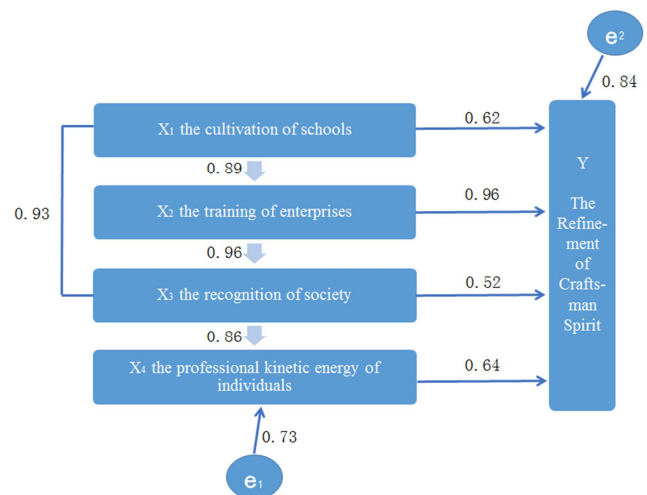 e2
0.84
X1 the cultivation of schools
0.62
0.89
X2 the training of enterprises
0.96
0.93
0.96
X3 the recognition of society
0.52
0.86
X4 the professional kinetic energy of
individuals
0.64
Y
The
Refine-
ment
of
Crafts-
man
Spirit
0.73
e1